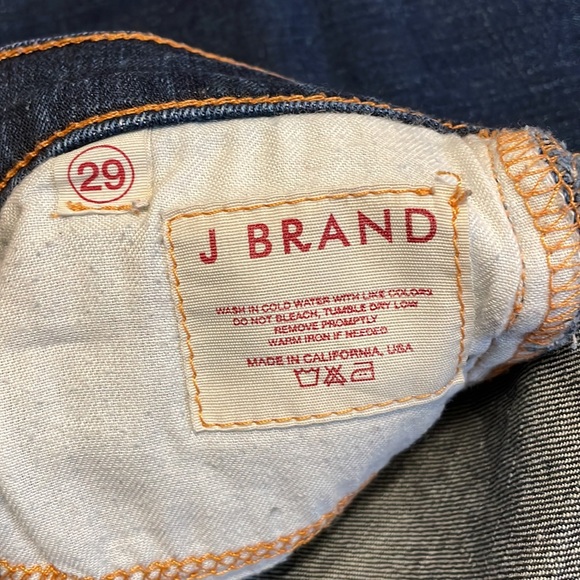 29
J BRAND
WASH IN COLD WATER WITH LIKE COLORS
DO NOT BLEACH, TUMBLE DRY LOW
REMOVE PROMPTLY
WARM IRON IF NEEDED
MADE IN CALIFORNIA, USA